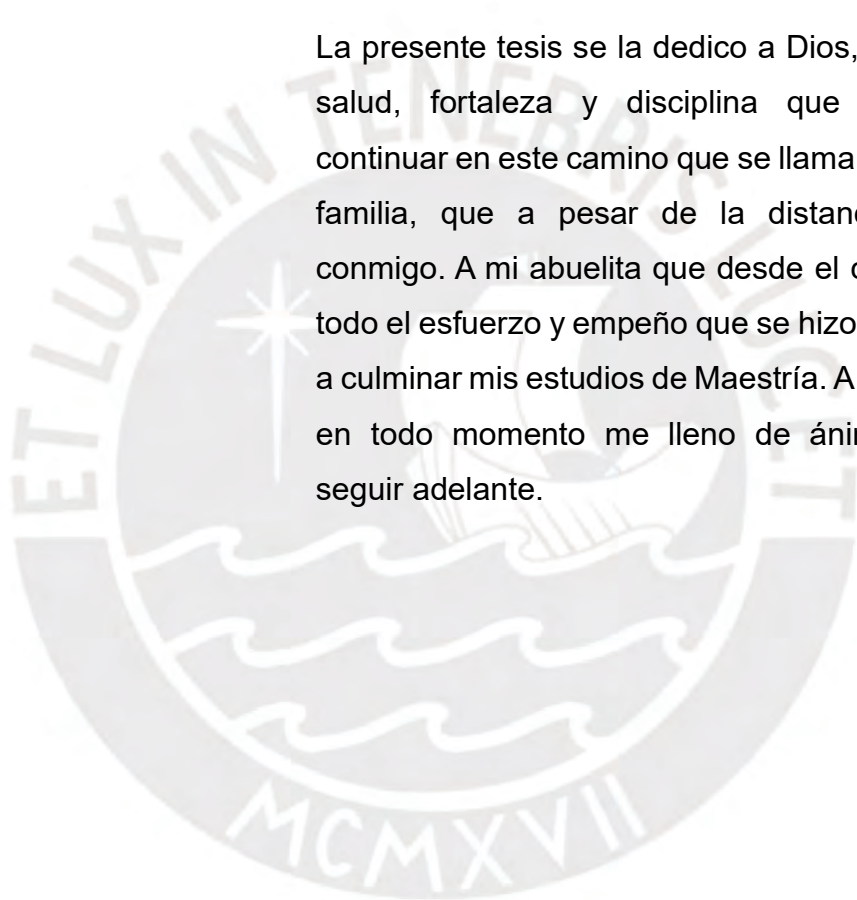 La presente tesis se la dedico a Dios,
salud, fortaleza y disciplina que
continuar en este camino que se llama
familia, que a pesar de la distanc
conmigo. A mi abuelita que desde el c
todo el esfuerzo y empeño que se hizo
a culminar mis estudios de Maestría. A
en todo momento me lleno de ánin
seguir adelante.
ET LUX IN TENEBRIS LUCET
MCMXVII